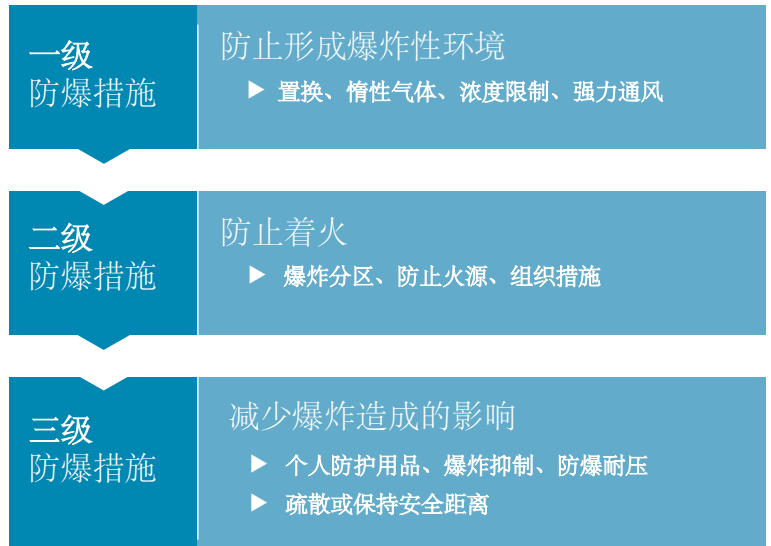 一级
防爆措施
防止形成爆炸性环境
置换、惰性气体、浓度限制、强力通风
二级
防爆措施
防止着火
爆炸分区、防止火源、组织措施
三级
防爆措施
减少爆炸造成的影响
个人防护用品、爆炸抑制、防爆耐压
疏散或保持安全距离